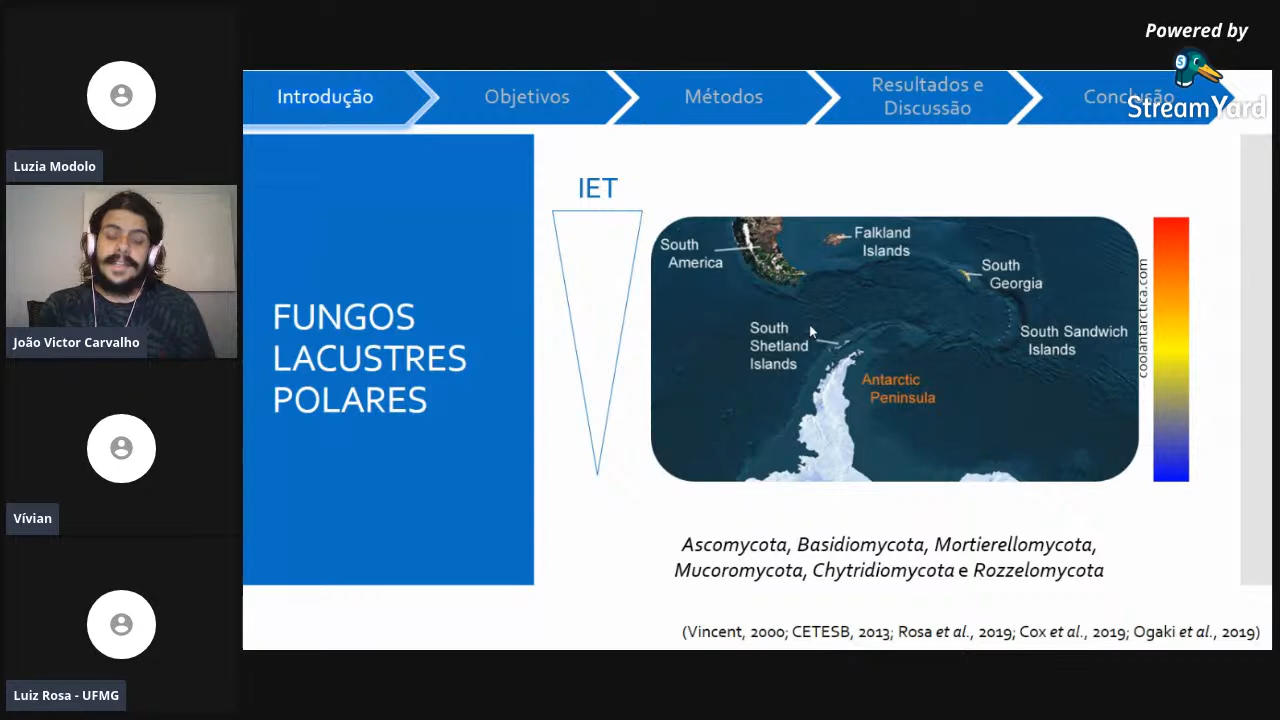 Powered by
StreamYard
Introdução
Objetivos
Métodos
Resultados e
Discussão
Conclusão
Luzia Modolo
João Victor Carvalho
Vívian
Luiz Rosa - UFMG
FUNGOS
LACUSTRES
POLARES
IET
South
America
Falkland
Islands
South
Georgia
South
Shetland
Islands
South Sandwich
Islands
Antarctic
Peninsula
coolantarctica.com
Ascomycota, Basidiomycota, Mortierellomycota,
Mucoromycota, Chytridiomycota e Rozzelomycota
(Vincent, 2000; CETESB, 2013; Rosa et al., 2019; Cox et al., 2019; Ogaki et al., 2019)